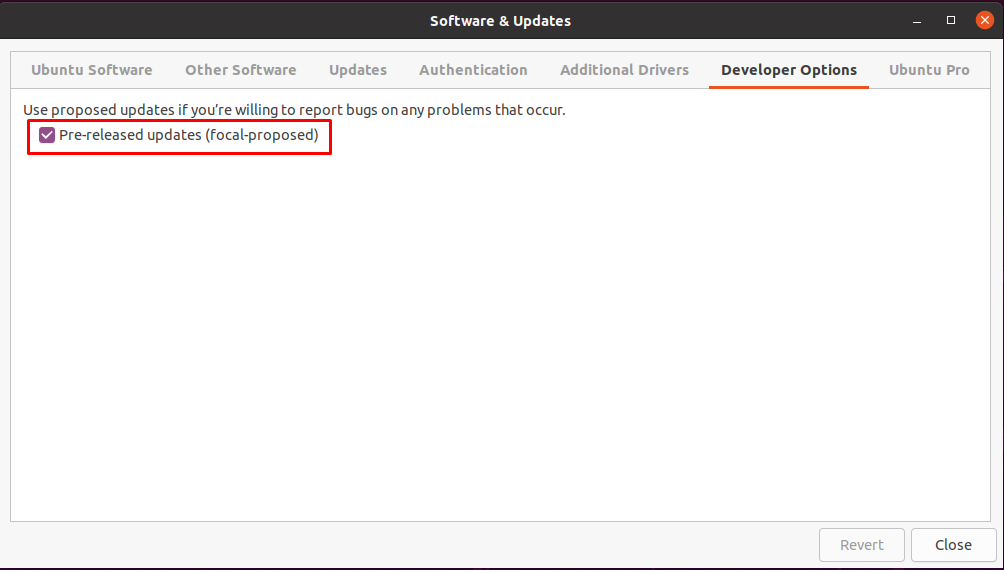 Software & Updates
Ubuntu Software Other Software Updates Authentication Additional Drivers Developer Options Ubuntu Pro
Use proposed updates if you’re willing to report bugs on any problems that occur.
Pre-released updates (focal-proposed)
Revert Close